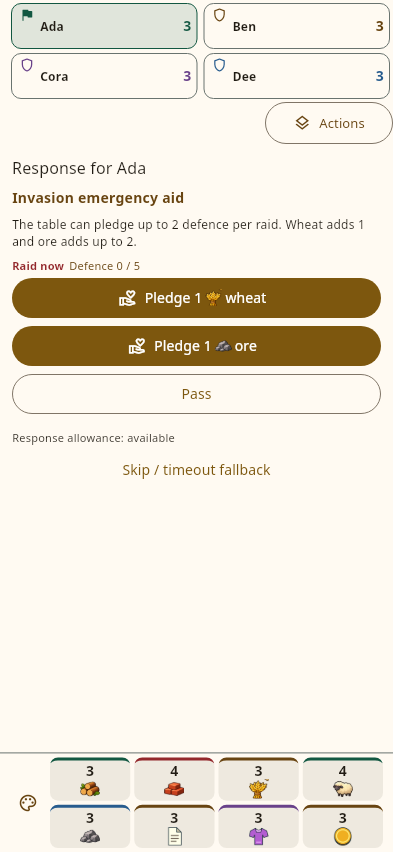 Ada 3
Ben 3
Cora 3
Dee 3
Actions
Response for Ada
Invasion emergency aid
The table can pledge up to 2 defence per raid. Wheat adds 1
and ore adds up to 2.
Raid now Defence 0 / 5
Pledge 1 wheat
Pledge 1 ore
Pass
Response allowance: available
Skip / timeout fallback
3 4 3 4
3 3 3 3